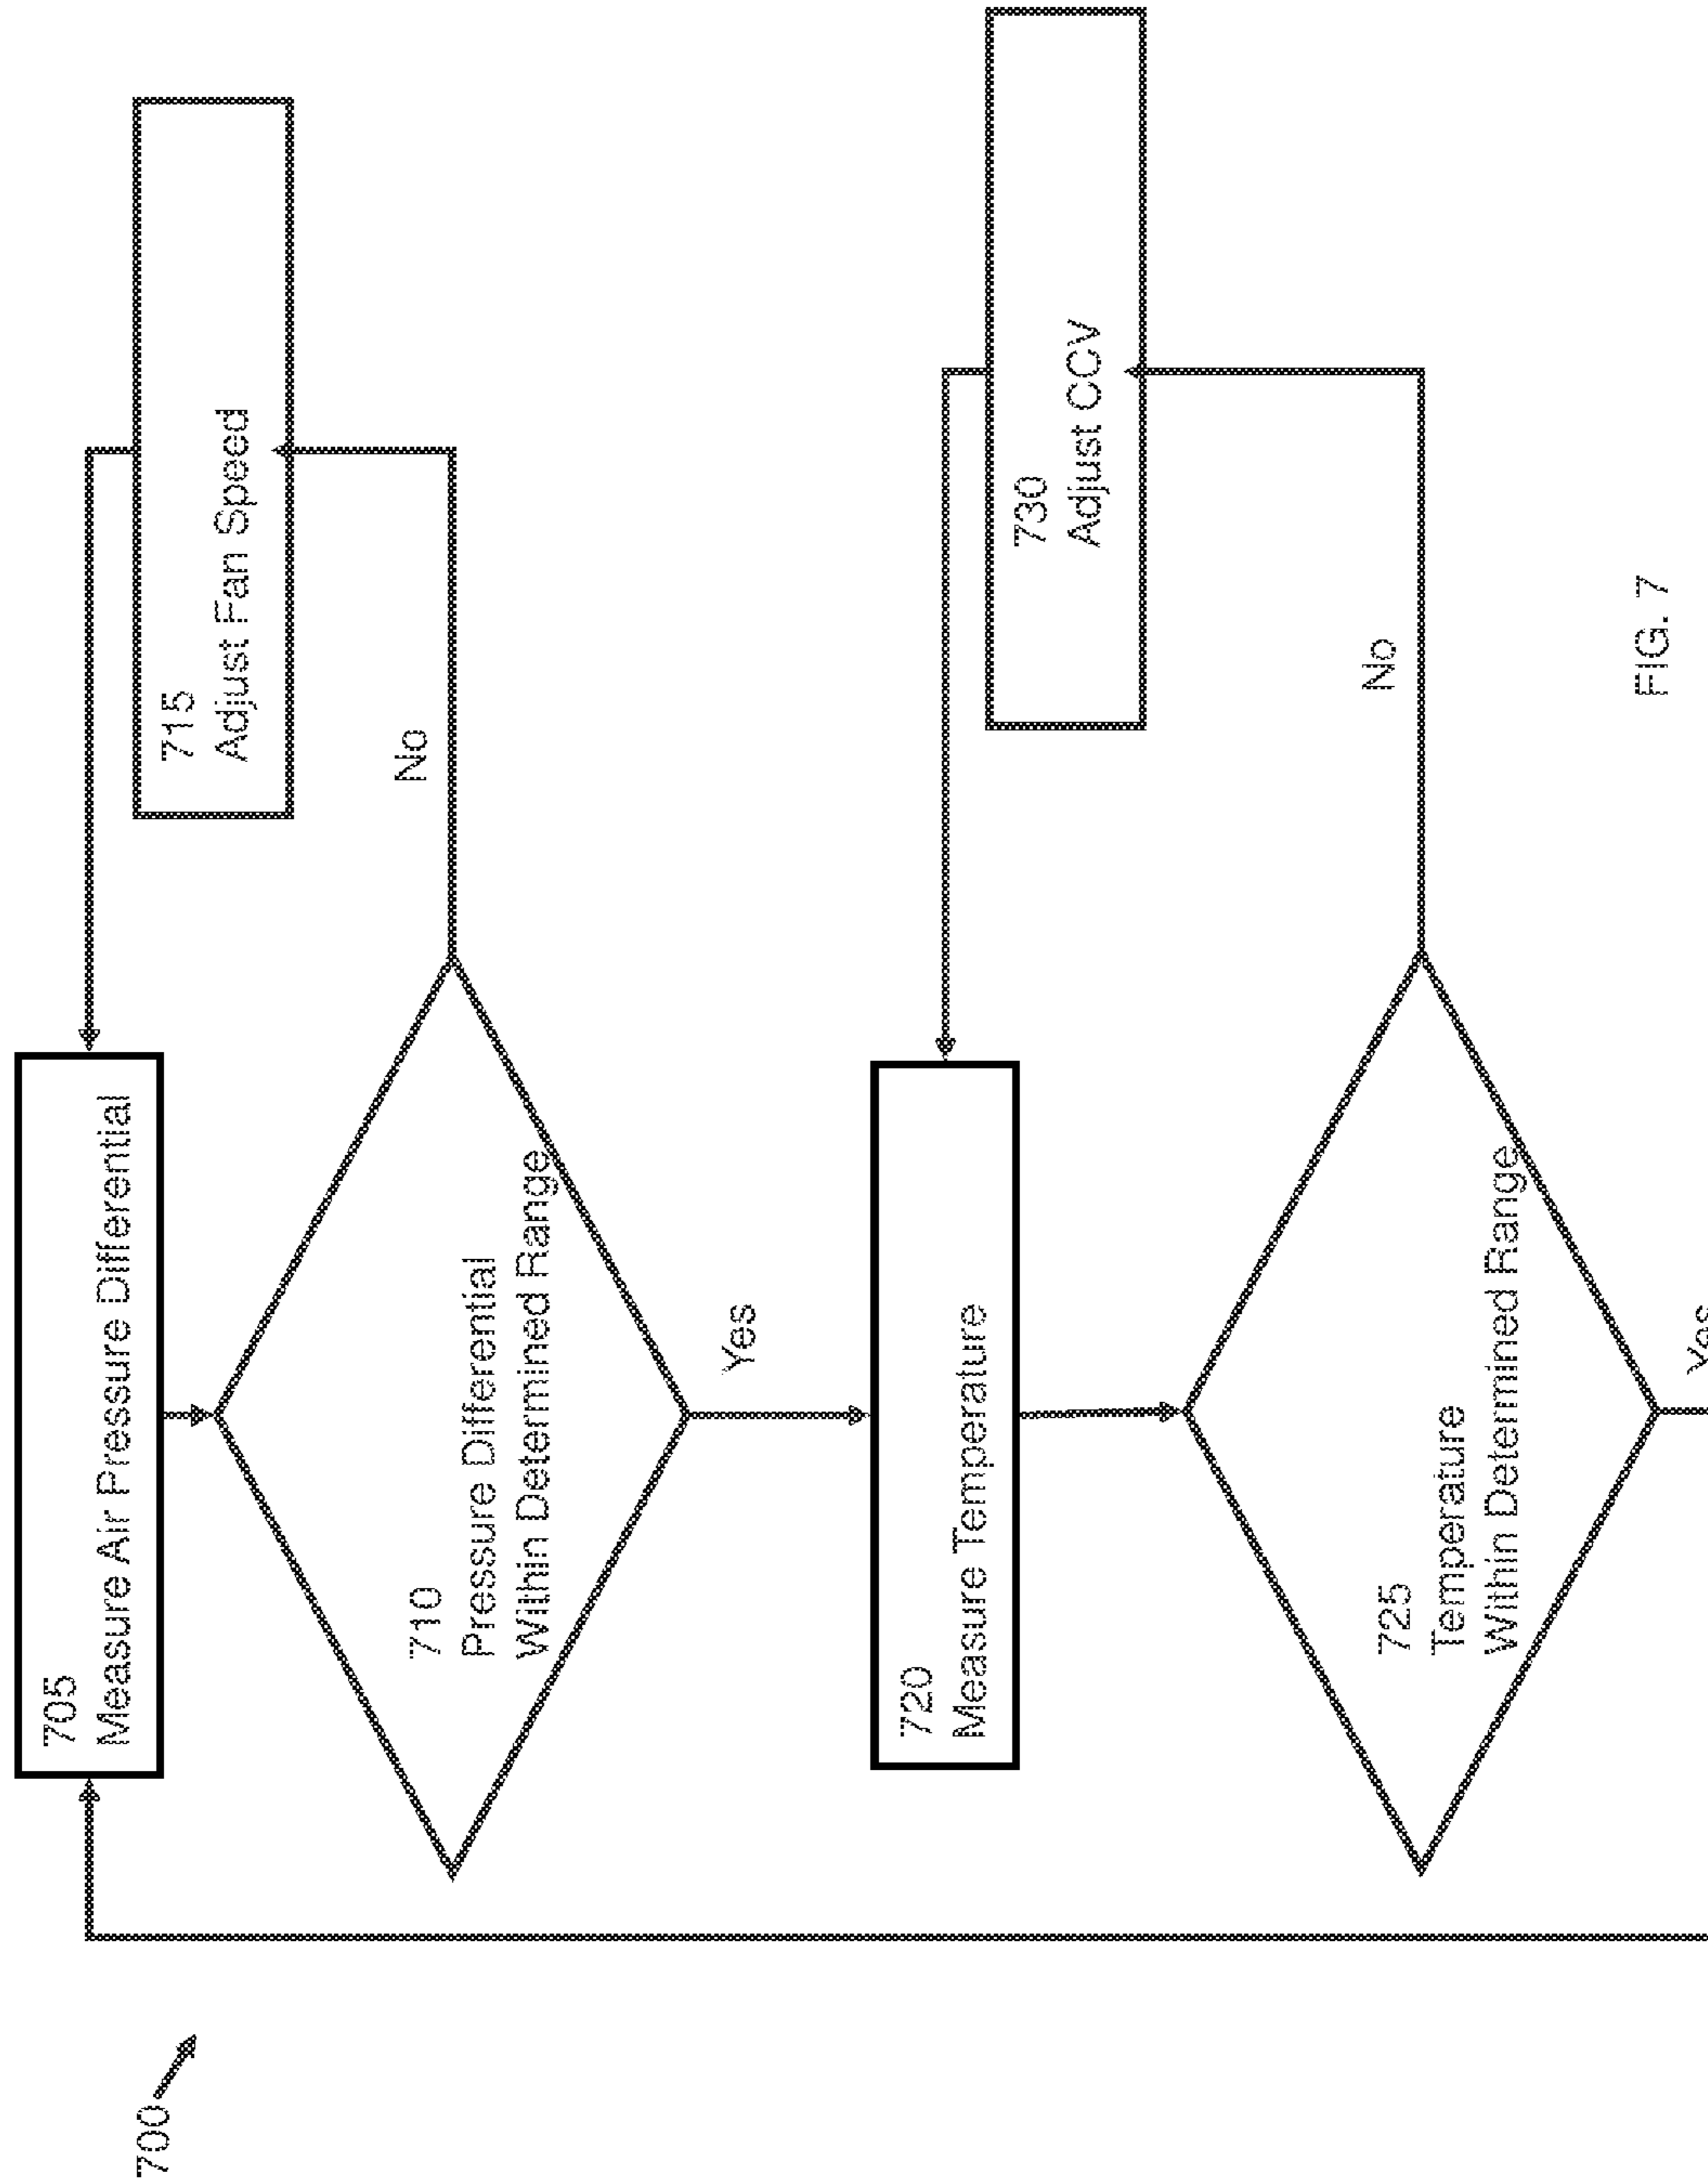 700
705
Measure Air Pressure Differential
710
Pressure Differential
Within Determined Range
No
715
Adjust Fan Speed
Yes
720
Measure Temperature
725
Temperature
Within Determined Range
No
730
Adjust CCV
Yes
FIG. 7